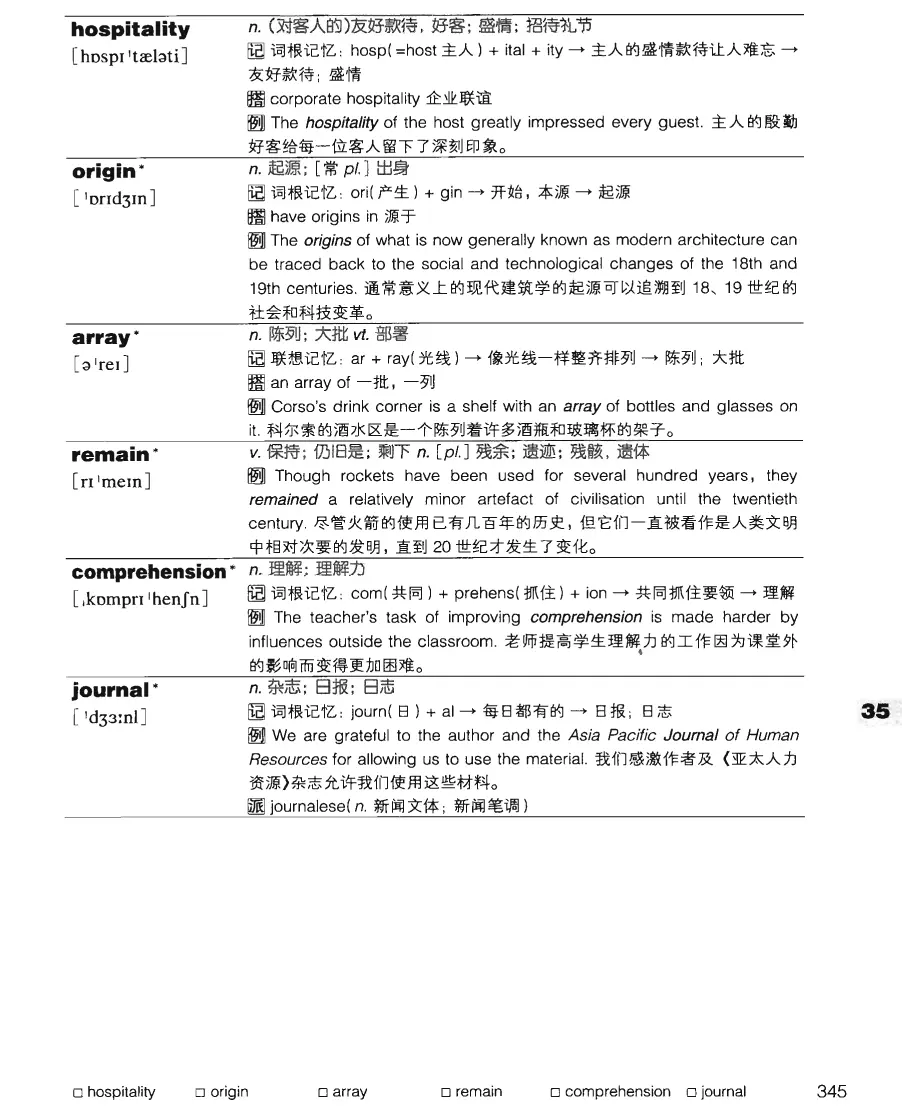 hospitality n. (对客人的)友好款待, 好客; 盛情; 招待礼节
[hɒspɪˈtæləti] 记 词根记忆: hosp(=host 主人) + ital + ity → 主人的盛情款待让人难忘 →
友好款待; 盛情
搭 corporate hospitality 企业联谊
例 The hospitality of the host greatly impressed every guest. 主人的殷勤
好客给每一位客人留下了深刻印象。
origin* n. 起源; [常 pl.] 出身
[ˈɒrɪdʒɪn] 记 词根记忆: ori(产生) + gin → 开始, 本源 → 起源
搭 have origins in 源于
例 The origins of what is now generally known as modern architecture can
be traced back to the social and technological changes of the 18th and
19th centuries. 通常意义上的现代建筑学的起源可以追溯到 18、19 世纪的
社会和科技变革。
array* n. 陈列; 大批 vt. 部署
[əˈreɪ] 记 联想记忆: ar + ray(光线) → 像光线一样整齐排列 → 陈列; 大批
搭 an array of 一批, 一列
例 Corso's drink corner is a shelf with an array of bottles and glasses on
it. 科尔索的酒水区是一个陈列着许多酒瓶和玻璃杯的架子。
remain* v. 保持; 仍旧是; 剩下 n. [pl.] 残余; 遗迹; 残骸, 遗体
[rɪˈmeɪn] 例 Though rockets have been used for several hundred years, they
remained a relatively minor artefact of civilisation until the twentieth
century. 尽管火箭的使用已有几百年的历史, 但它们一直被看作是人类文明
中相对次要的发明, 直到 20 世纪才发生了变化。
comprehension* n. 理解; 理解力
[ˌkɒmprɪˈhenʃn] 记 词根记忆: com(共同) + prehens(抓住) + ion → 共同抓住要领 → 理解
例 The teacher's task of improving comprehension is made harder by
influences outside the classroom. 老师提高学生理解力的工作因为课堂外
的影响而变得更加困难。
journal* n. 杂志; 日报; 日志
[ˈdʒɜːnl] 记 词根记忆: journ(日) + al → 每日都有的 → 日报; 日志
35
例 We are grateful to the author and the Asia Pacific Journal of Human
Resources for allowing us to use the material. 我们感激作者及《亚太人力
资源》杂志允许我们使用这些材料。
派 journalese(n. 新闻文体; 新闻笔调)
□ hospitality □ origin □ array □ remain □ comprehension □ journal 345